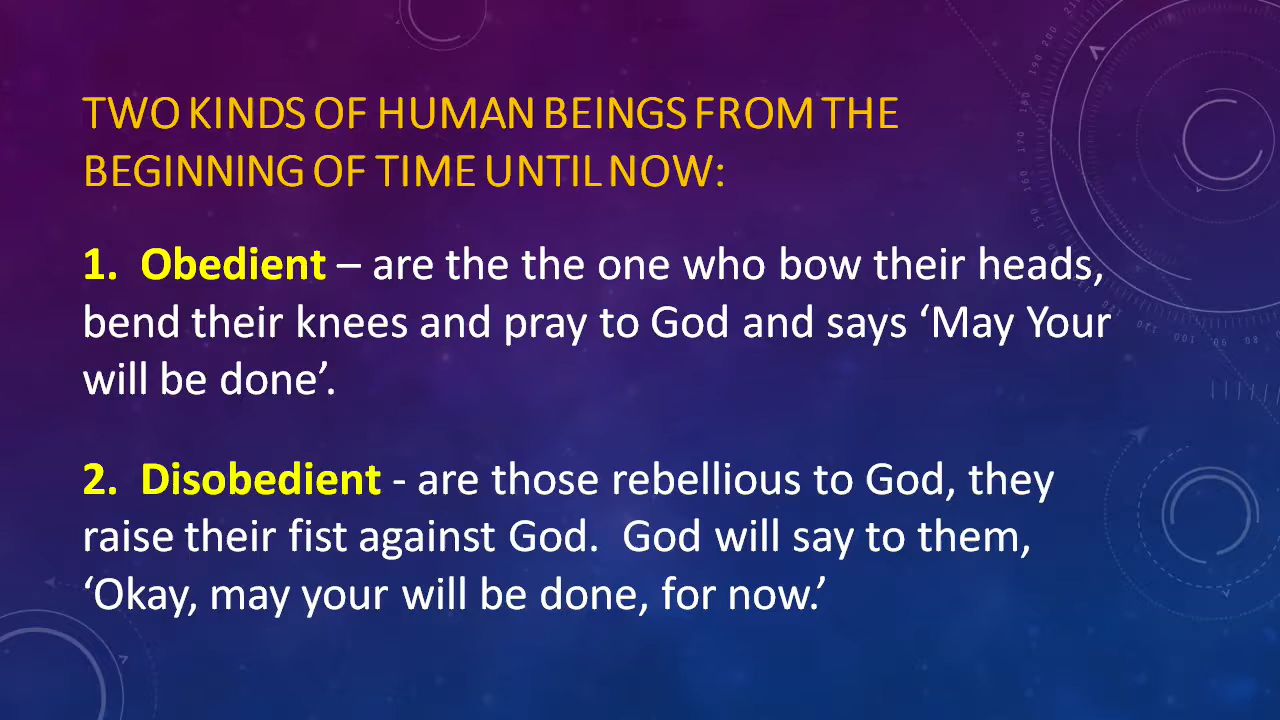 TWO KINDS OF HUMAN BEINGS FROM THE
BEGINNING OF TIME UNTIL NOW:
1. Obedient – are the the one who bow their heads,
bend their knees and pray to God and says ‘May Your
will be done’.
2. Disobedient - are those rebellious to God, they
raise their fist against God. God will say to them,
‘Okay, may your will be done, for now.’